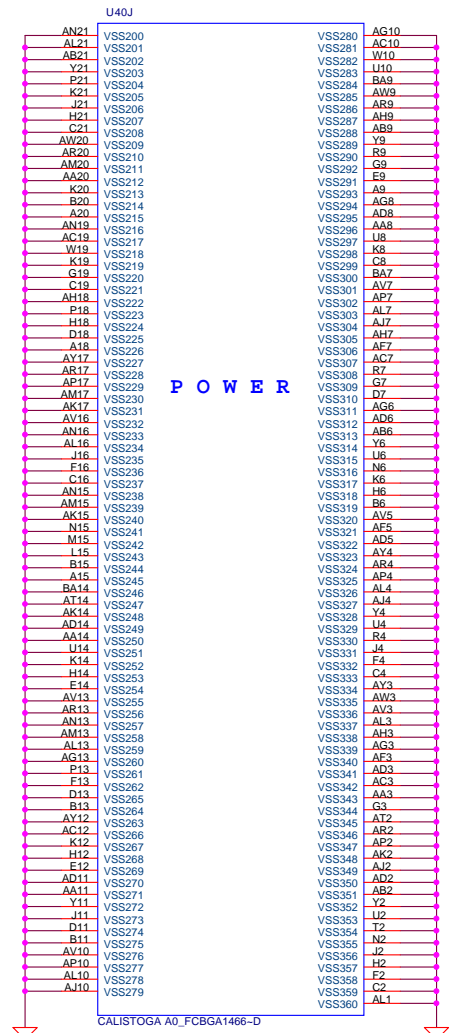 U40J
AN21 VSS200 VSS280 AG10
AL21 VSS201 VSS281 AC10
AB21 VSS202 VSS282 W10
Y21 VSS203 VSS283 U10
P21 VSS204 VSS284 BA9
K21 VSS205 VSS285 AW9
J21 VSS206 VSS286 AR9
H21 VSS207 VSS287 AH9
C21 VSS208 VSS288 AB9
AW20 VSS209 VSS289 Y9
AR20 VSS210 VSS290 R9
AM20 VSS211 VSS292 G9
AA20 VSS212 VSS291 E9
K20 VSS213 VSS293 A9
B20 VSS214 VSS294 AG8
A20 VSS215 VSS295 AD8
AN19 VSS216 VSS296 AA8
AC19 VSS217 VSS297 U8
W19 VSS218 VSS298 K8
K19 VSS219 VSS299 C8
G19 VSS220 VSS300 BA7
C19 VSS221 VSS301 AV7
AH18 VSS222 VSS302 AP7
P18 VSS223 VSS303 AL7
H18 VSS224 VSS304 AJ7
D18 VSS225 VSS305 AH7
A18 VSS226 VSS306 AF7
AY17 VSS227 VSS307 AC7
AR17 VSS228 VSS308 R7
AP17 VSS229 VSS309 G7
P O W E R
AM17 VSS230 VSS310 D7
AK17 VSS231 VSS311 AG6
AV16 VSS232 VSS312 AD6
AN16 VSS233 VSS313 AB6
AL16 VSS234 VSS314 Y6
J16 VSS235 VSS315 U6
F16 VSS236 VSS316 N6
C16 VSS237 VSS317 K6
AN15 VSS238 VSS318 H6
AM15 VSS239 VSS319 B6
AK15 VSS240 VSS320 AV5
N15 VSS241 VSS321 AF5
M15 VSS242 VSS322 AD5
L15 VSS243 VSS323 AY4
B15 VSS244 VSS324 AR4
A15 VSS245 VSS325 AP4
BA14 VSS246 VSS326 AL4
AT14 VSS247 VSS327 AJ4
AK14 VSS248 VSS328 Y4
AD14 VSS249 VSS329 U4
AA14 VSS250 VSS330 R4
U14 VSS251 VSS331 J4
K14 VSS252 VSS332 F4
H14 VSS253 VSS333 C4
E14 VSS254 VSS334 AY3
AV13 VSS255 VSS335 AW3
AR13 VSS256 VSS336 AV3
AN13 VSS257 VSS337 AL3
AM13 VSS258 VSS338 AH3
AL13 VSS259 VSS339 AG3
AG13 VSS260 VSS340 AF3
P13 VSS261 VSS341 AD3
F13 VSS262 VSS342 AC3
D13 VSS265 VSS343 AA3
B13 VSS264 VSS344 G3
AY12 VSS265 VSS345 AT2
AC12 VSS266 VSS346 AR2
K12 VSS267 VSS347 AP2
H12 VSS268 VSS348 AK2
E12 VSS269 VSS349 AJ2
AD11 VSS270 VSS350 AD2
AA11 VSS271 VSS351 AB2
Y11 VSS272 VSS352 Y2
J11 VSS273 VSS353 U2
D11 VSS274 VSS354 T2
B11 VSS275 VSS355 N2
AV10 VSS276 VSS356 J2
AP10 VSS277 VSS357 H2
AL10 VSS278 VSS358 F2
AJ10 VSS279 VSS359 C2
VSS360 AL1
CALISTOGA A0_FCBGA1466~D